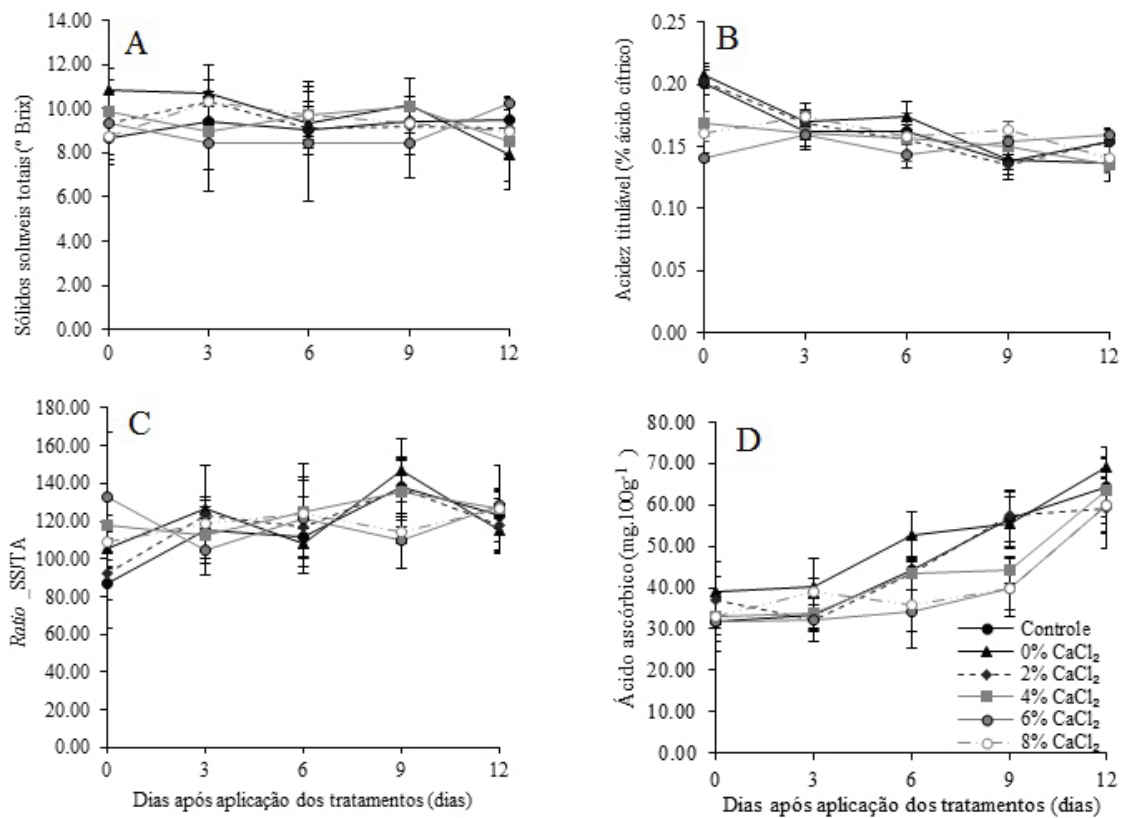 A
Sólidos soluveis totais (° Brix)
14.00
12.00
10.00
8.00
6.00
4.00
2.00
0.00
0 3 6 9 12
B
Acidez titulável (% ácido cítrico)
0.25
0.20
0.15
0.10
0.05
0.00
0 3 6 9 12
C
Ratio_SS/TA
180.00
160.00
140.00
120.00
100.00
80.00
60.00
40.00
20.00
0.00
0 3 6 9 12
Dias após aplicação dos tratamentos (dias)
D
Ácido ascórbico (mg.100g⁻¹)
80.00
70.00
60.00
50.00
40.00
30.00
20.00
10.00
0.00
Controle
0% CaCl₂
2% CaCl₂
4% CaCl₂
6% CaCl₂
8% CaCl₂
0 3 6 9 12
Dias após aplicação dos tratamentos (dias)